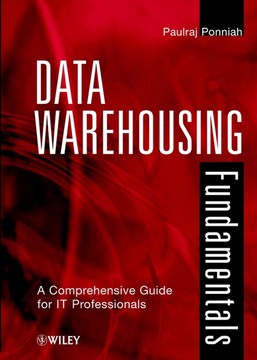 Paulraj Ponniah
DATA
WAREHOUSING
Fundamentals
A Comprehensive Guide
for IT Professionals
WILEY